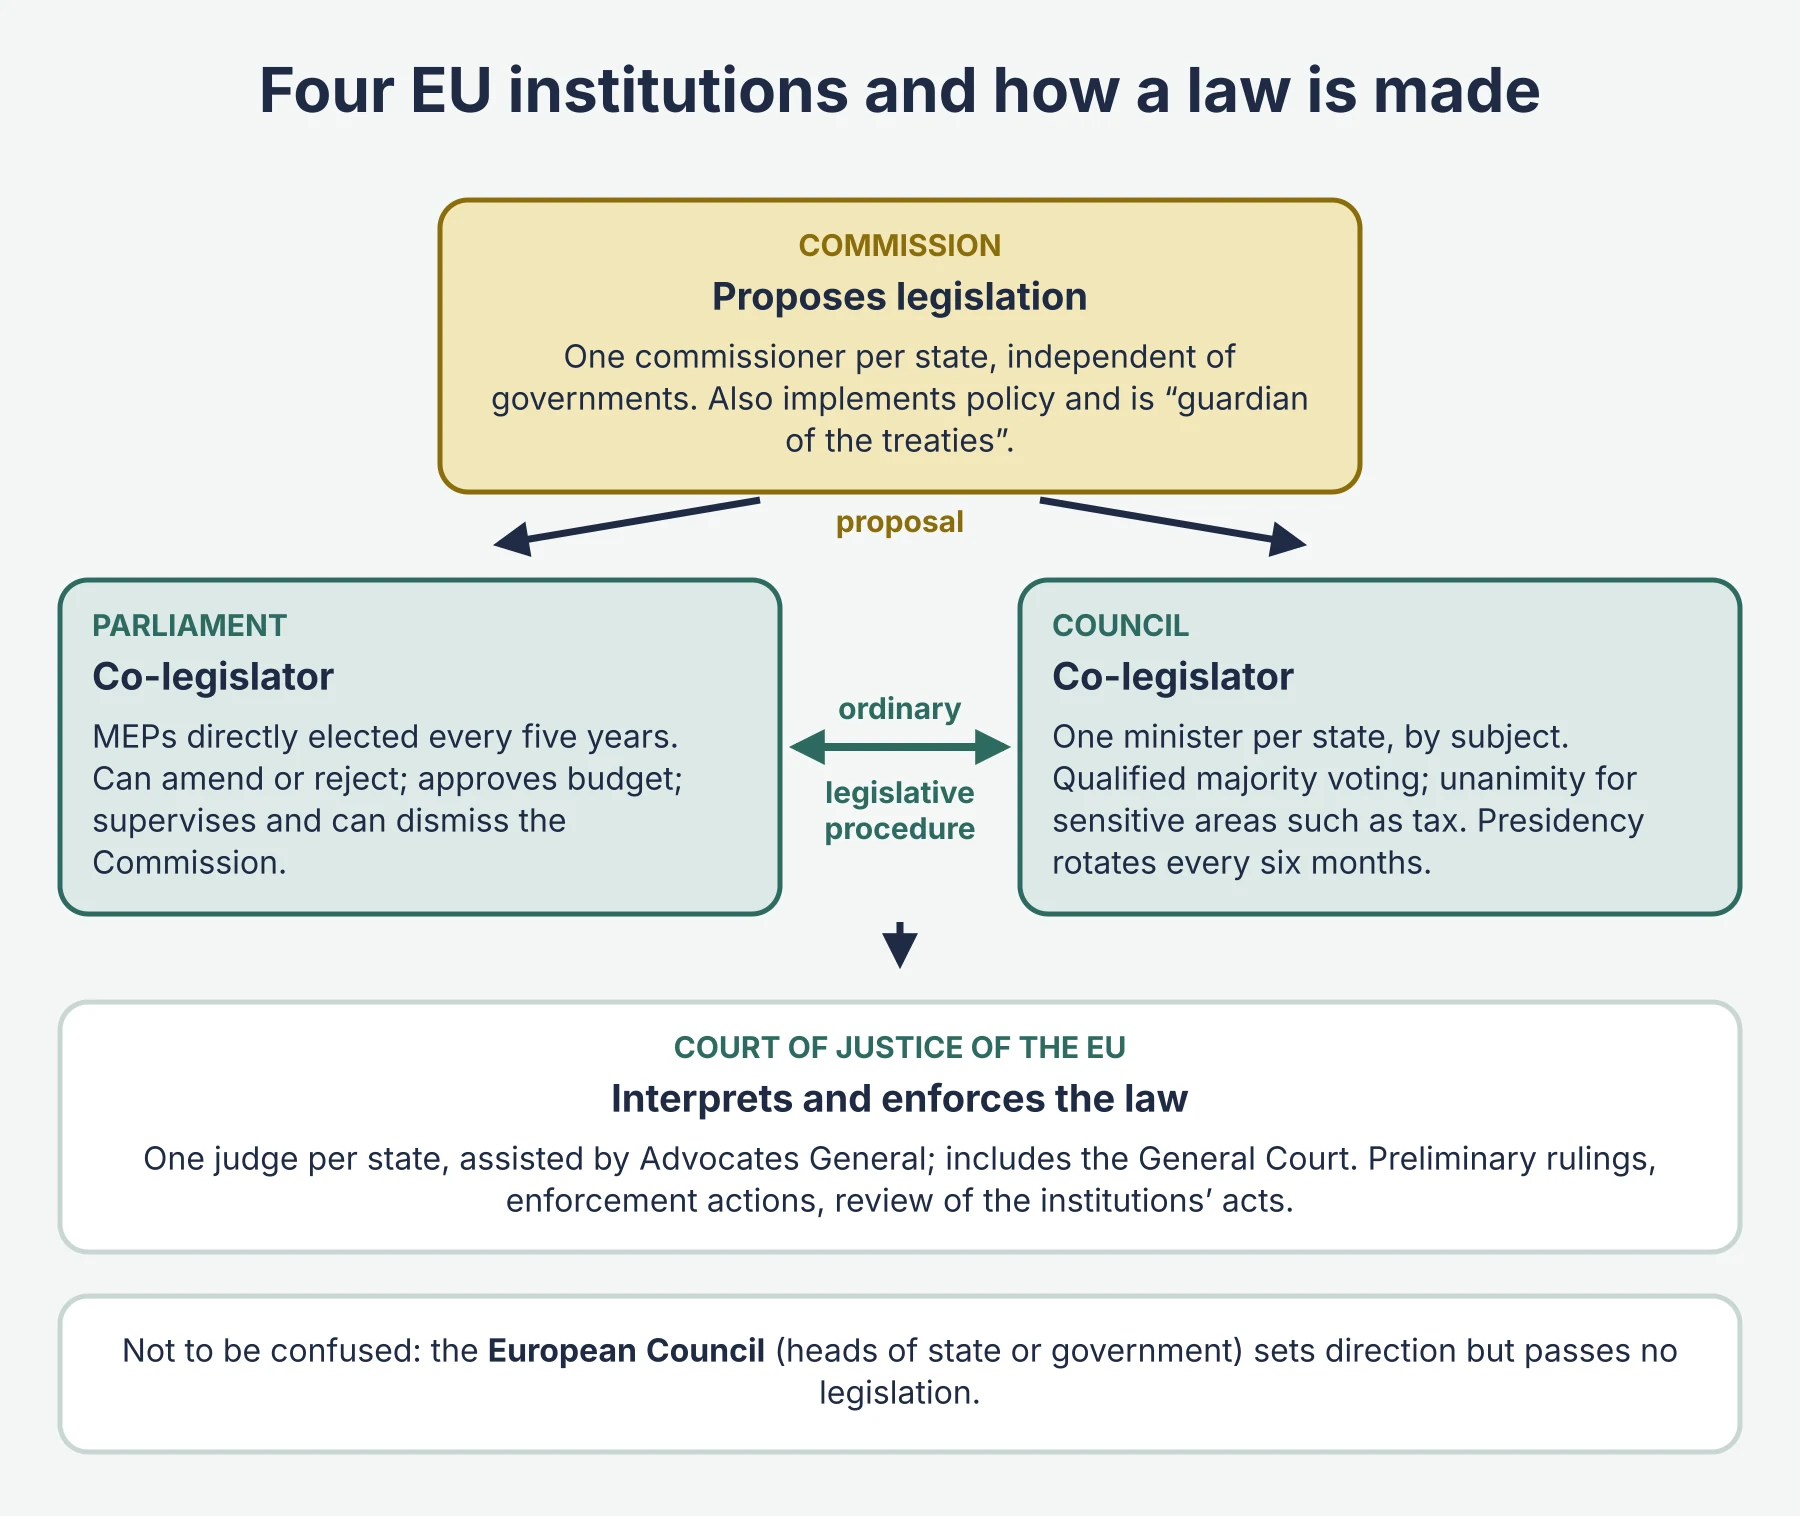 Four EU institutions and how a law is made
COMMISSION
Proposes legislation
One commissioner per state, independent of
governments. Also implements policy and is “guardian
of the treaties”.
proposal
PARLIAMENT
Co-legislator
MEPs directly elected every five years.
Can amend or reject; approves budget;
supervises and can dismiss the
Commission.
ordinary
legislative
procedure
COUNCIL
Co-legislator
One minister per state, by subject.
Qualified majority voting; unanimity for
sensitive areas such as tax. Presidency
rotates every six months.
COURT OF JUSTICE OF THE EU
Interprets and enforces the law
One judge per state, assisted by Advocates General; includes the General Court. Preliminary rulings,
enforcement actions, review of the institutions’ acts.
Not to be confused: the European Council (heads of state or government) sets direction but passes no
legislation.